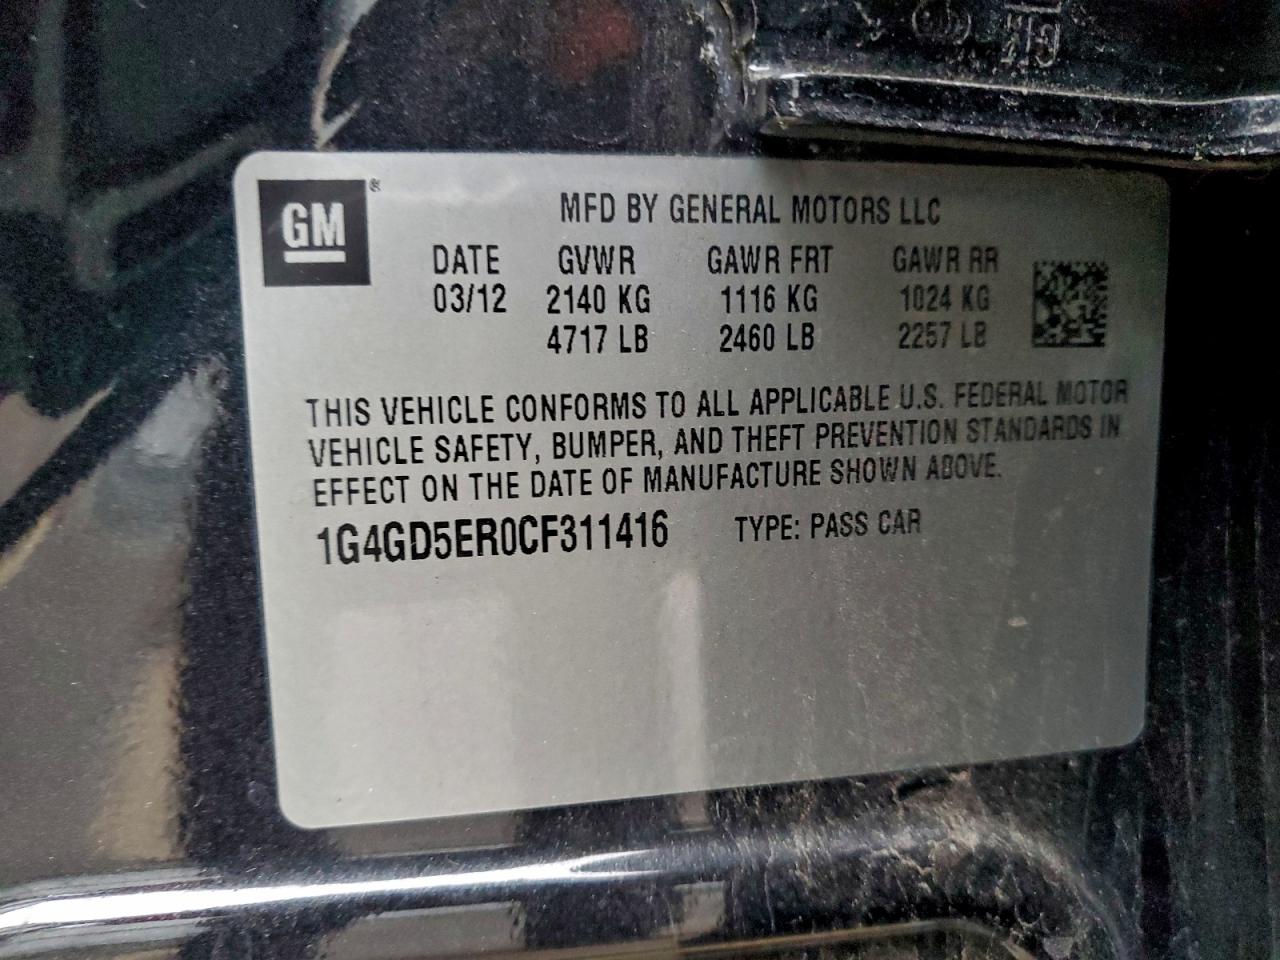 GM®
MFD BY GENERAL MOTORS LLC
DATE GVWR GAWR FRT GAWR RR
03/12 2140 KG 1116 KG 1024 KG
4717 LB 2460 LB 2257 LB
THIS VEHICLE CONFORMS TO ALL APPLICABLE U.S. FEDERAL MOTOR
VEHICLE SAFETY, BUMPER, AND THEFT PREVENTION STANDARDS IN
EFFECT ON THE DATE OF MANUFACTURE SHOWN ABOVE.
1G4GD5ER0CF311416 TYPE: PASS CAR